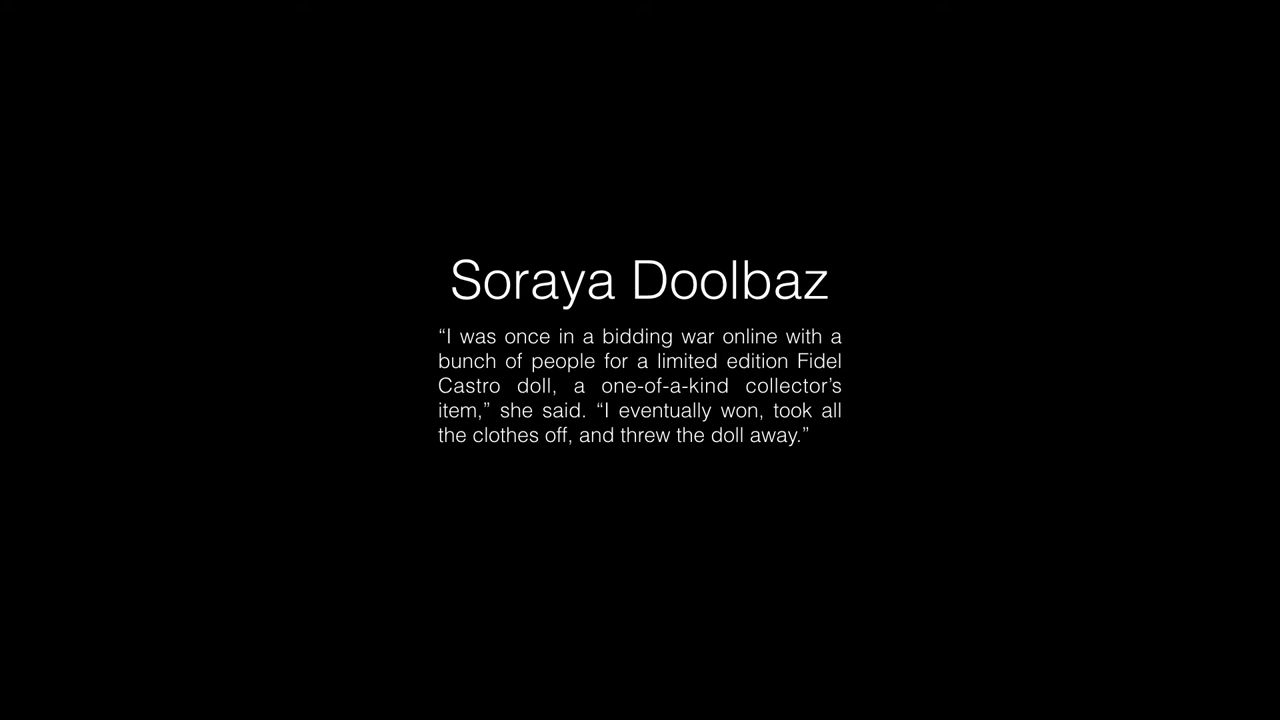 Soraya Doolbaz
“I was once in a bidding war online with a
bunch of people for a limited edition Fidel
Castro doll, a one-of-a-kind collector’s
item,” she said. “I eventually won, took all
the clothes off, and threw the doll away.”